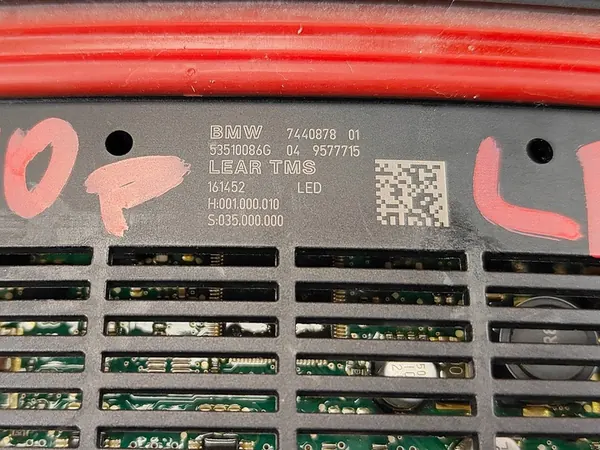 BMW 7440878 01
53510086G 04 9577715
LEAR TMS
161452 LED
H:001.000.010
S:035.000.000